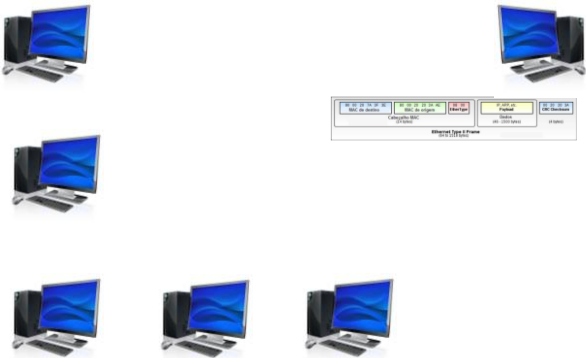 MAC de destino
MAC de origem
EtherType
Payload
CRC Checksum
Cabeçalho MAC
(14 bytes)
Dados
(46 - 1500 bytes)
(4 bytes)
Ethernet Type II Frame
(64 to 1518 bytes)